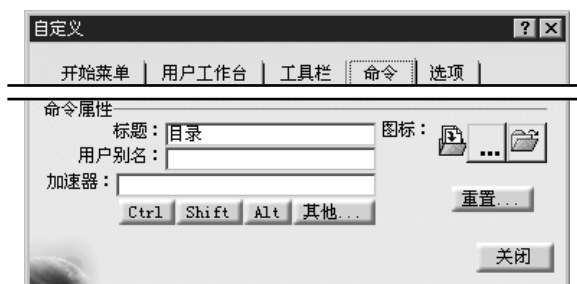 自定义
开始菜单 用户工作台 工具栏 命令 选项
命令属性
标题：目录 图标：
用户别名： ...
加速器：
Ctrl Shift Alt 其他...
重置...
关闭